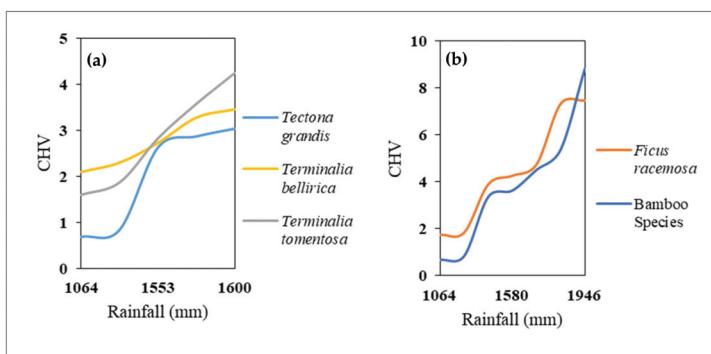 (a)
CHV
5
4
3
2
1
0
1064 1553 1600
Rainfall (mm)
Tectona
grandis
Terminalia
bellirica
Terminalia
tomentosa
(b)
CHV
10
8
6
4
2
0
1064 1580 1946
Rainfall (mm)
Ficus
racemosa
Bamboo
Species